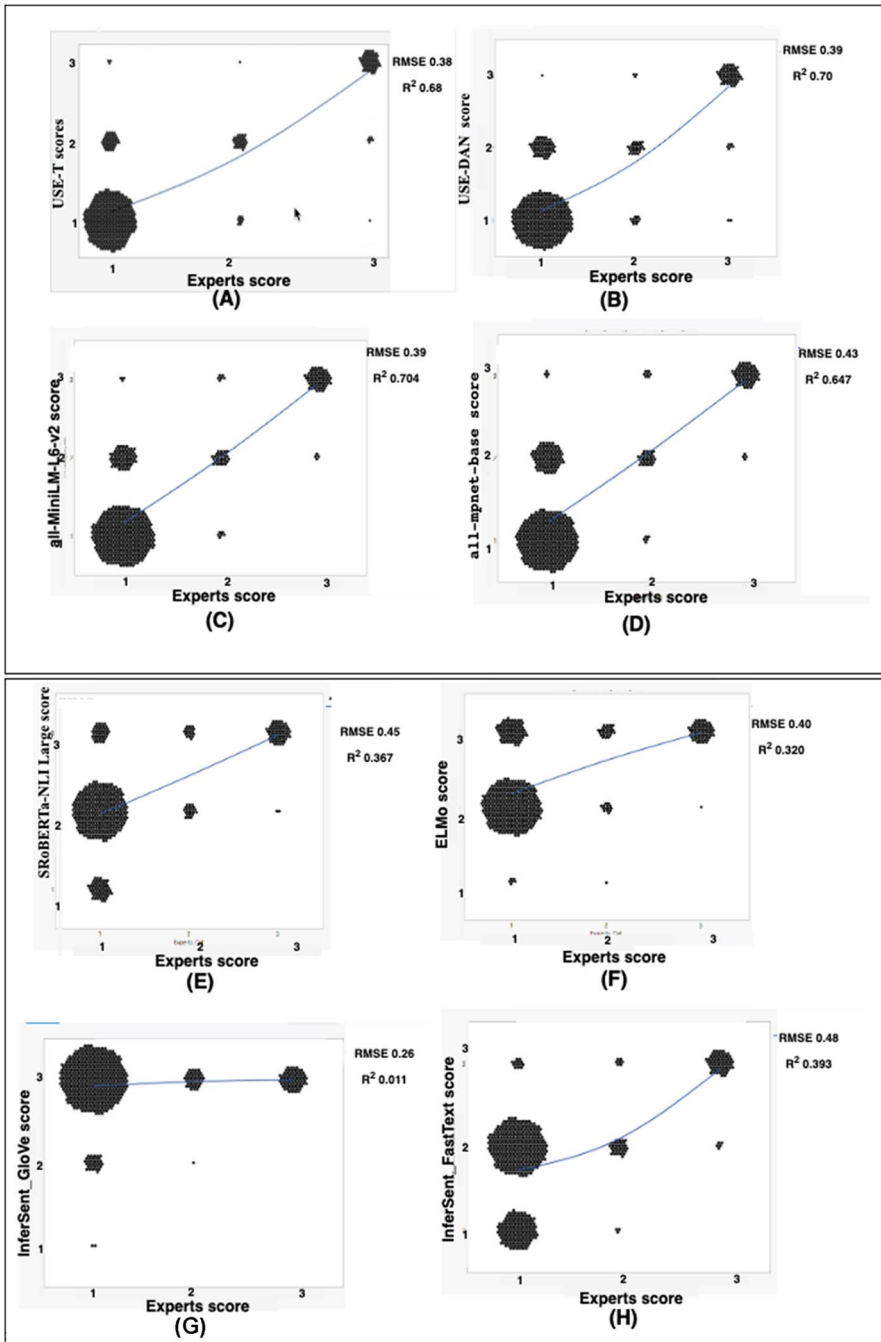 USE-T scores
3
2
1
1
2
3
Experts score
(A)
RMSE 0.38
R² 0.68
USE-DAN score
3
2
1
1
2
3
Experts score
(B)
RMSE 0.39
R² 0.70
all-MiniLM-L6-v2 score
3
2
1
1
2
3
Experts score
(C)
RMSE 0.39
R² 0.704
all-mpnet-base score
3
2
1
1
2
3
Experts score
(D)
RMSE 0.43
R² 0.647
SRoBERTa-NLI Large score
3
2
1
1
2
3
Experts score
(E)
RMSE 0.45
R² 0.367
ELMo score
3
2
1
1
2
3
Experts score
(F)
RMSE 0.40
R² 0.320
InferSent_GloVe score
3
2
1
1
2
3
Experts score
(G)
RMSE 0.26
R² 0.011
InferSent_FastText score
3
2
1
1
2
3
Experts score
(H)
RMSE 0.48
R² 0.393